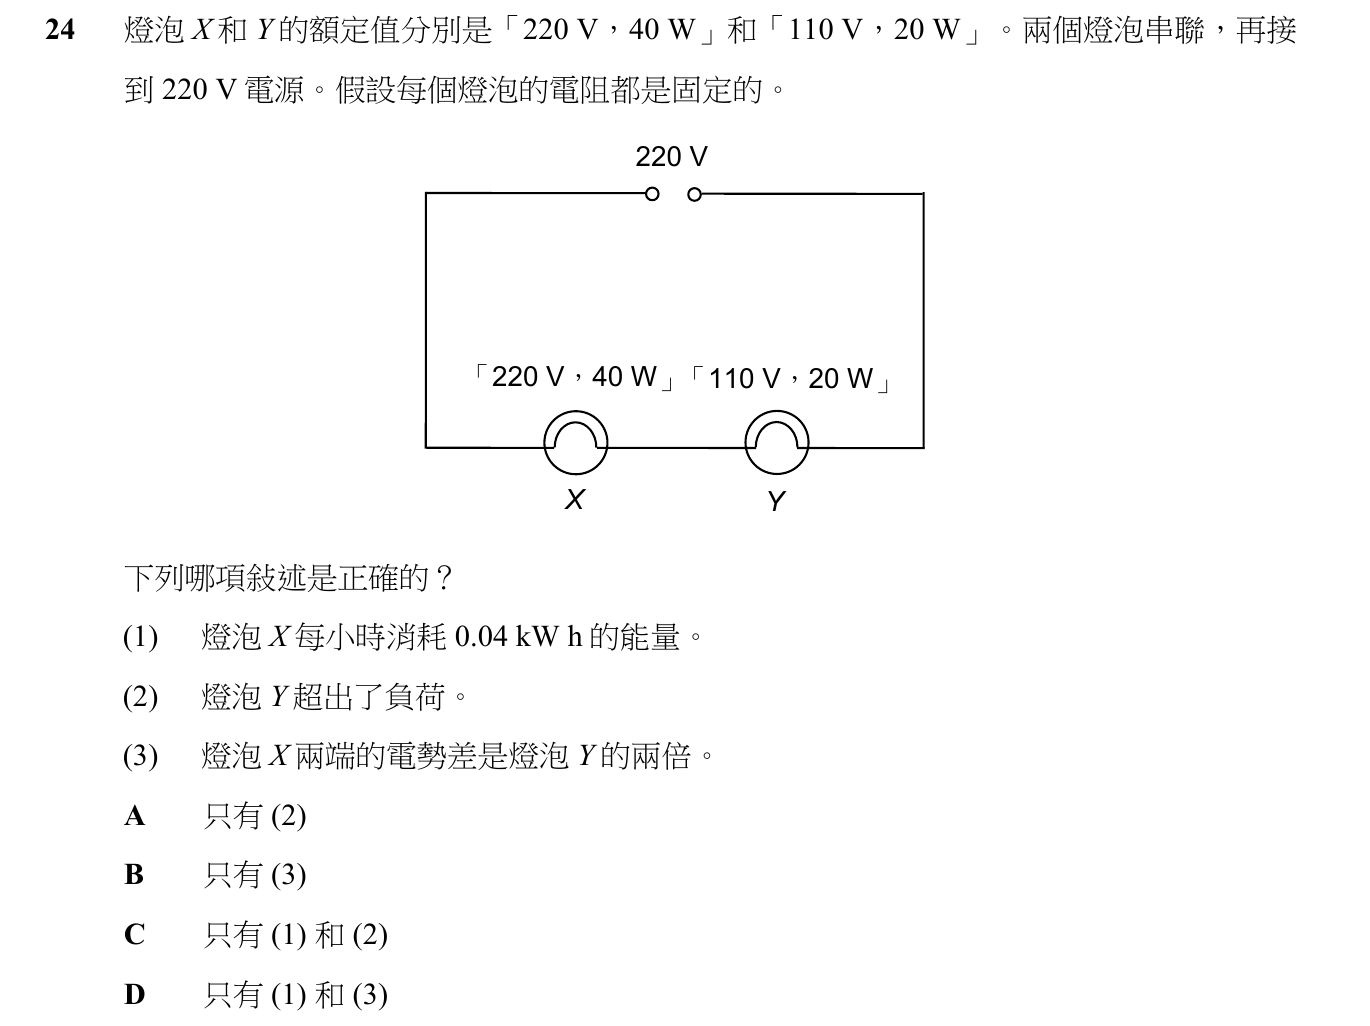 24 燈泡 X 和 Y 的額定值分別是「220 V，40 W」和「110 V，20 W」。兩個燈泡串聯，再接
到 220 V 電源。假設每個燈泡的電阻都是固定的。
220 V
「220 V，40 W」「110 V，20 W」
X Y
下列哪項敍述是正確的？
(1) 燈泡 X 每小時消耗 0.04 kW h 的能量。
(2) 燈泡 Y 超出了負荷。
(3) 燈泡 X 兩端的電勢差是燈泡 Y 的兩倍。
A 只有 (2)
B 只有 (3)
C 只有 (1) 和 (2)
D 只有 (1) 和 (3)